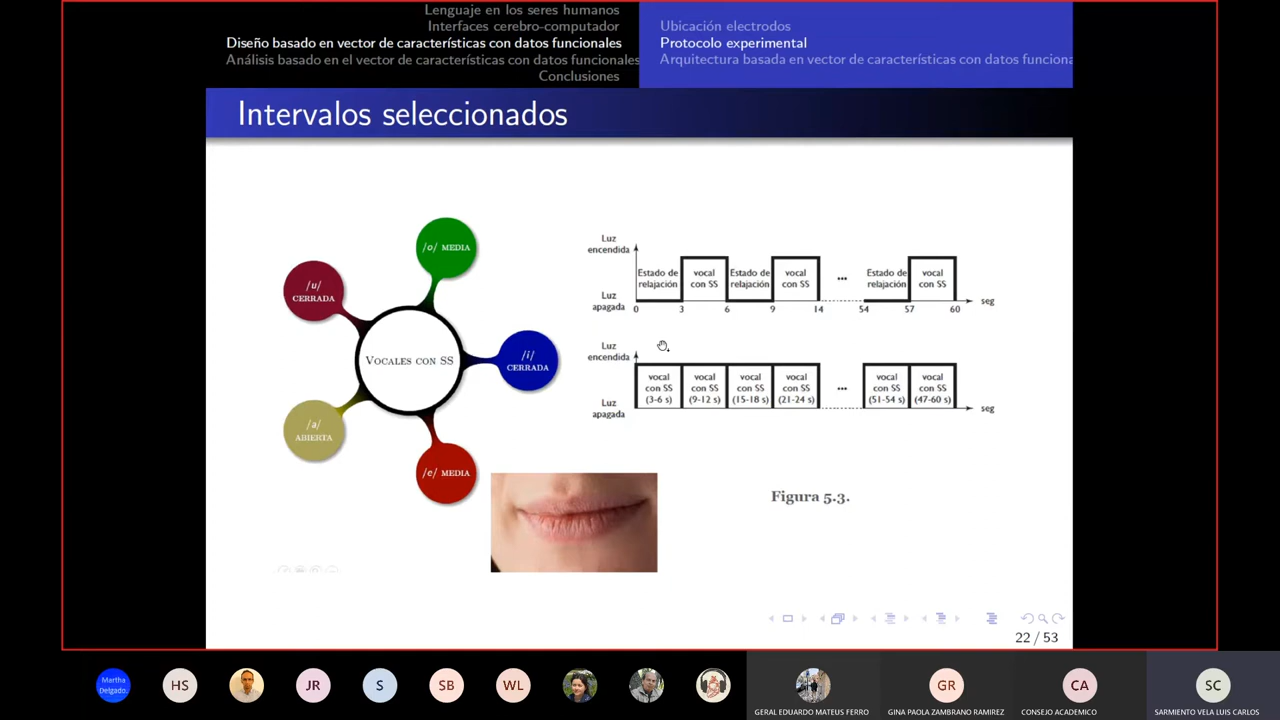 Lenguaje en los seres humanos
Interfaces cerebro-computador
Diseño basado en vector de características con datos funcionales
Análisis basado en el vector de características con datos funcionales
Conclusiones
Ubicación electrodos
Protocolo experimental
Arquitectura basada en vector de características con datos funciona
Intervalos seleccionados
/o/ MEDIA
/u/
CERRADA
VOCALES CON SS
/i/
CERRADA
/a/
ABIERTA
/e/ MEDIA
Luz
encendida
Estado de
relajación
vocal
con SS
Estado de
relajación
vocal
con SS
...
Estado de
relajación
vocal
con SS
Luz
apagada
0 3 6 9 14 54 57 60
seg
Luz
encendida
vocal
con SS
(3-6 s)
vocal
con SS
(9-12 s)
vocal
con SS
(15-18 s)
vocal
con SS
(21-24 s)
...
vocal
con SS
(51-54 s)
vocal
con SS
(47-60 s)
Luz
apagada
seg
Figura 5.3.
22 / 53
Martha
Delgado.
HS
JR
S
SB
WL
GERAL EDUARDO MATEUS FERRO
GR
GINA PAOLA ZAMBRANO RAMIREZ
CA
CONSEJO ACADEMICO
SC
SARMIENTO VELA LUIS CARLOS